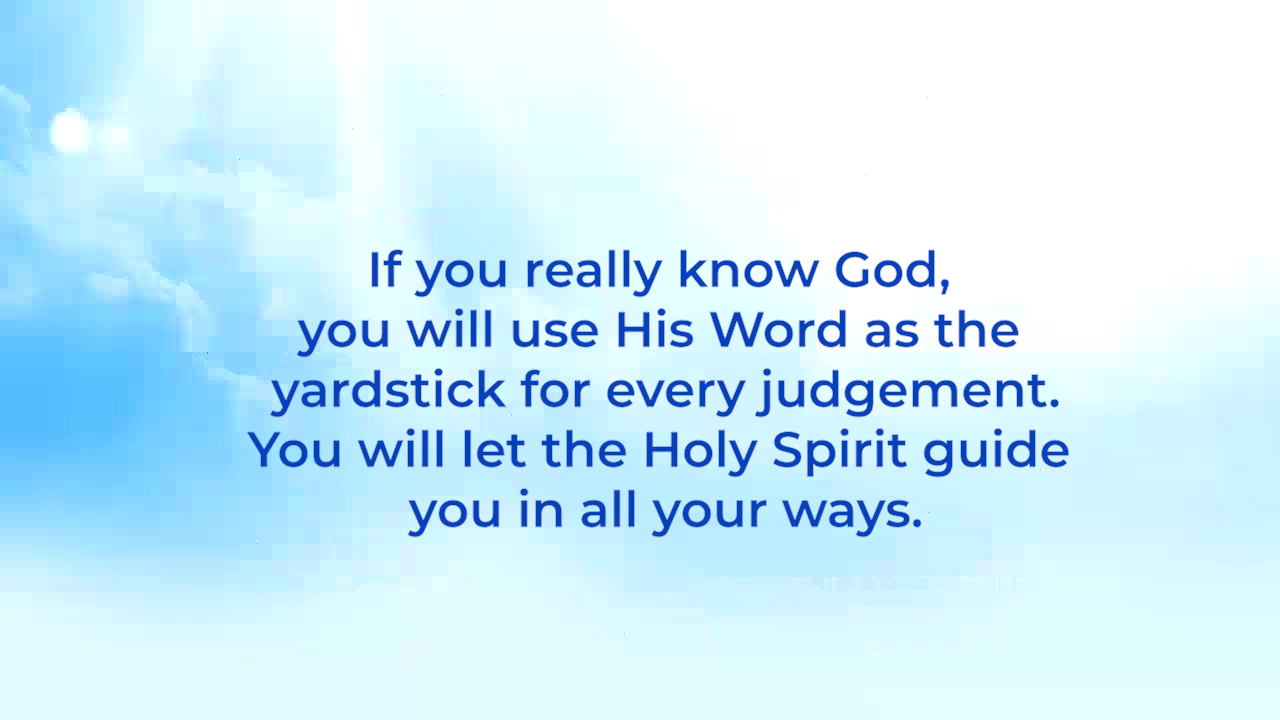 If you really know God,
you will use His Word as the
yardstick for every judgement.
You will let the Holy Spirit guide
you in all your ways.